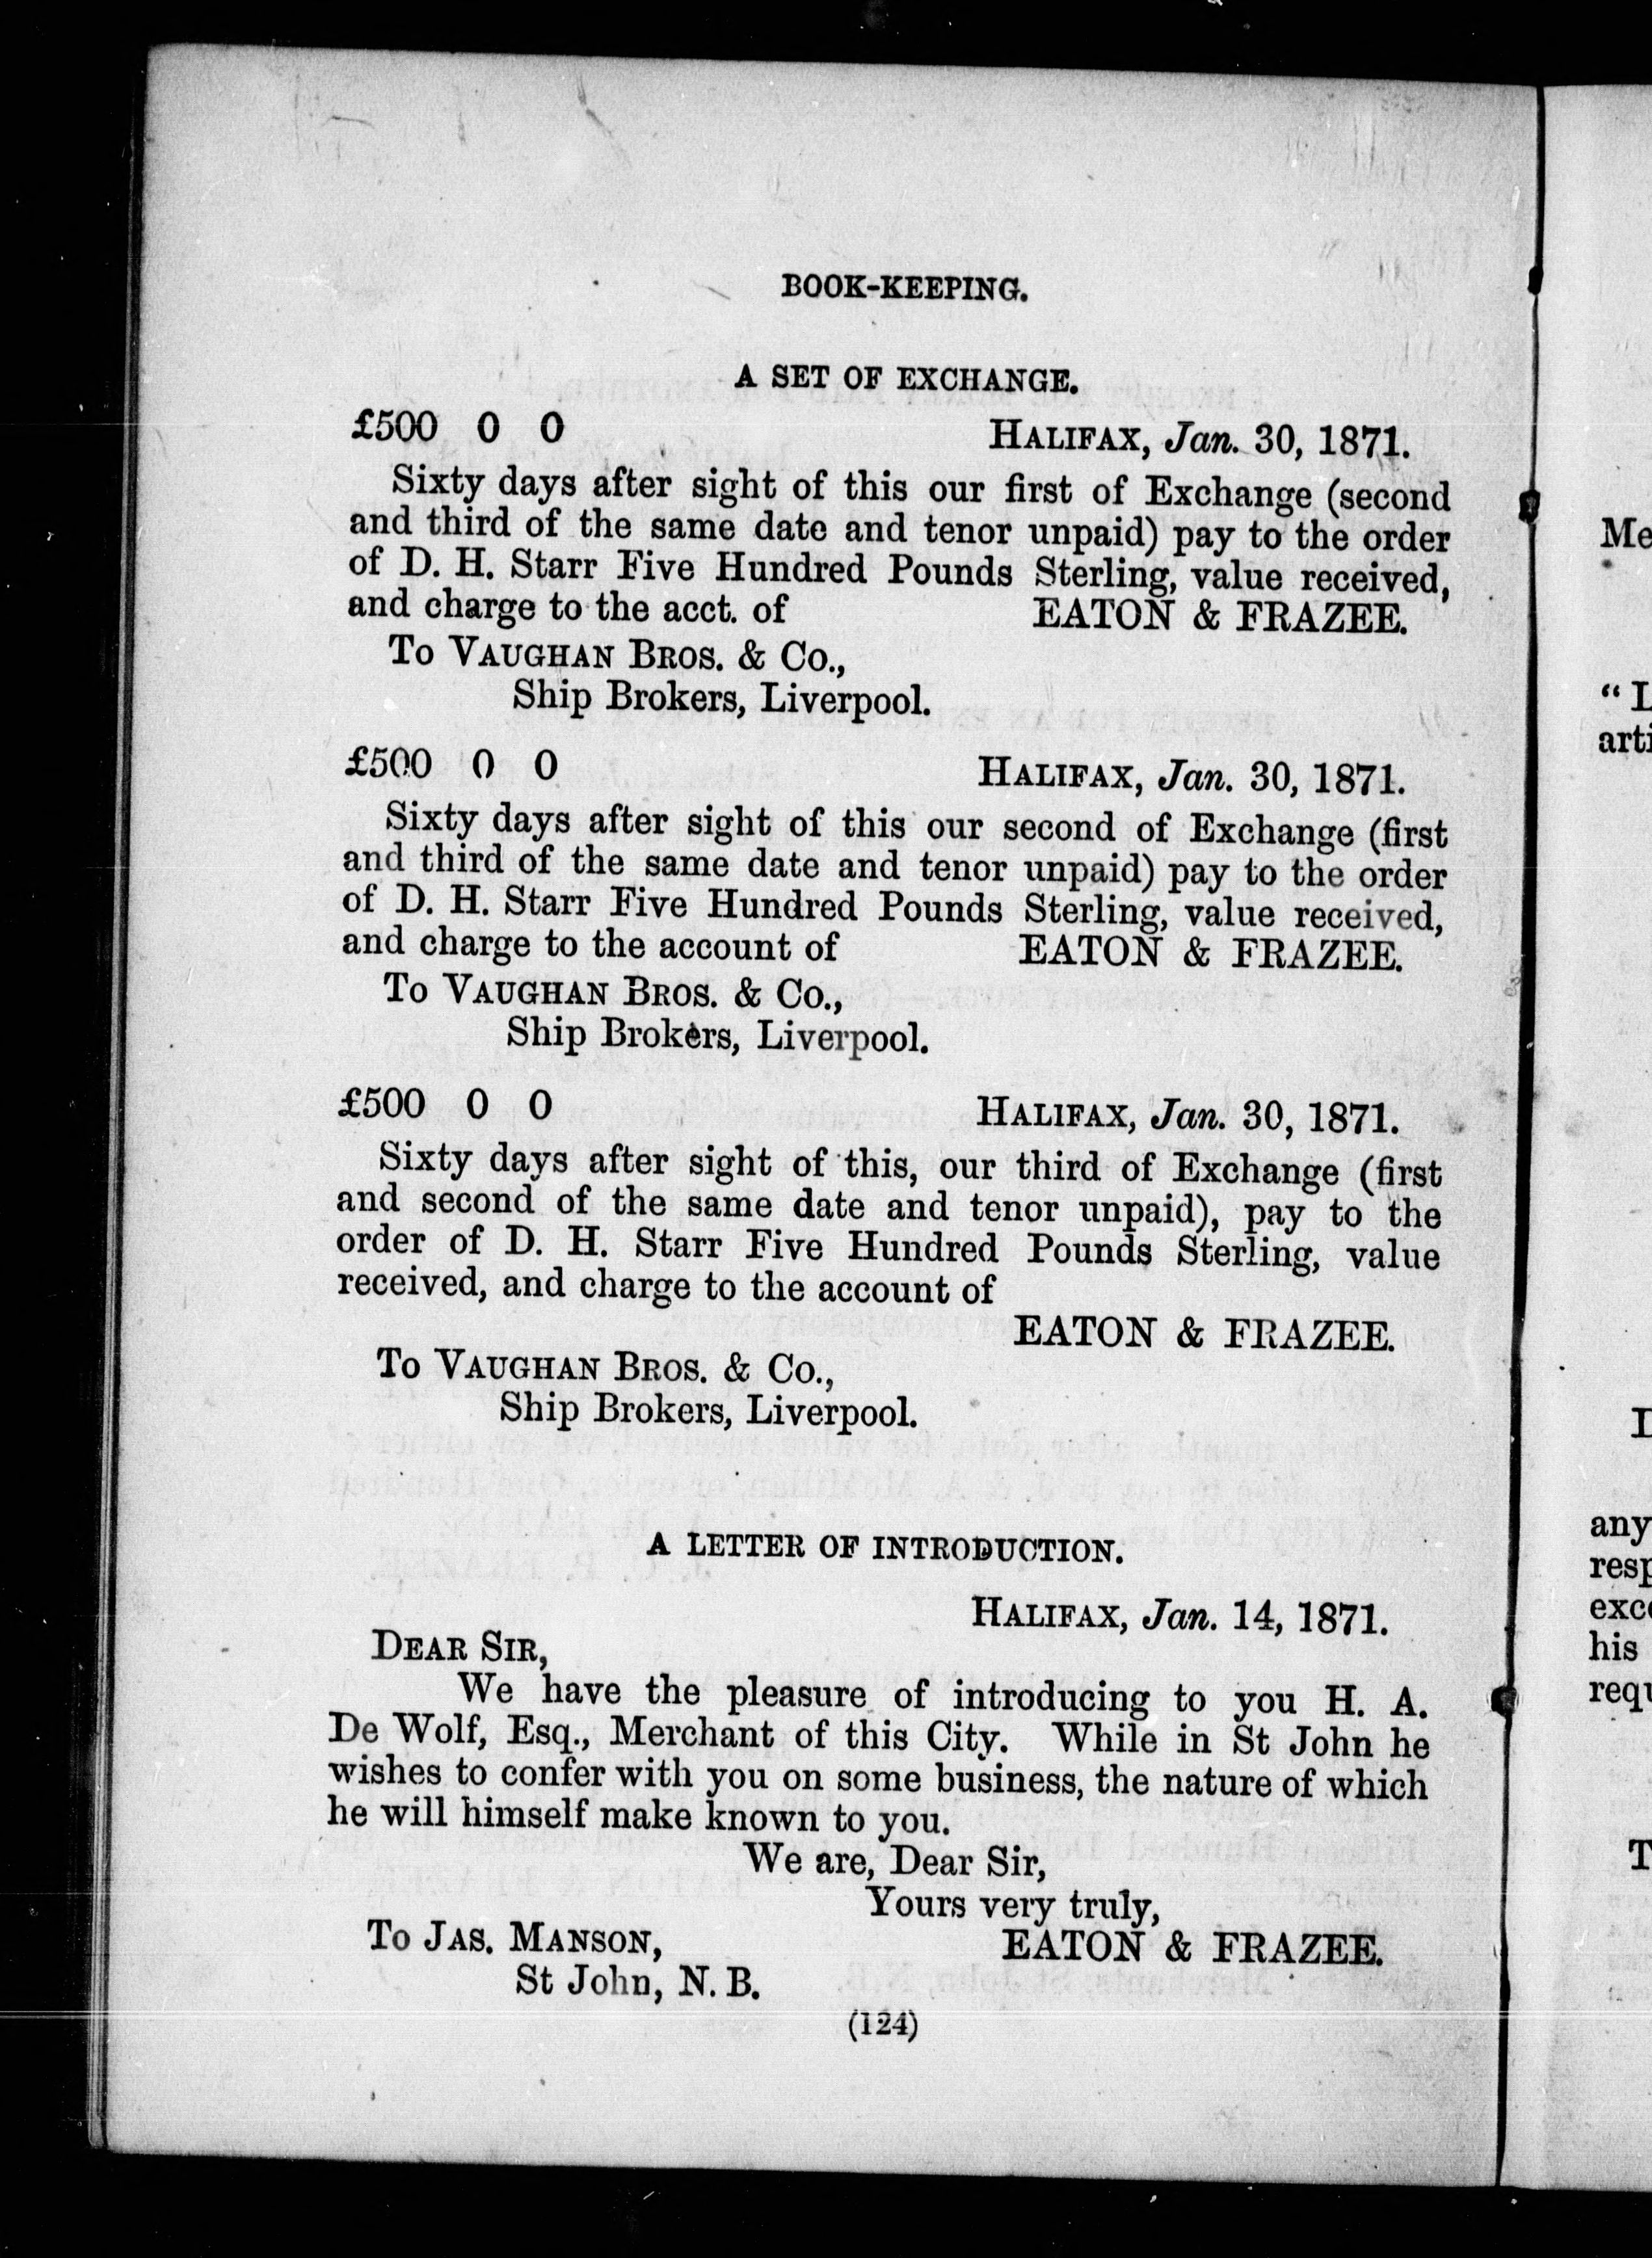 BOOK-KEEPING.
A SET OF EXCHANGE.
£500 0 0 HALIFAX, Jan. 30, 1871.
Sixty days after sight of this our first of Exchange (second
and third of the same date and tenor unpaid) pay to the order
of D. H. Starr Five Hundred Pounds Sterling, value received,
and charge to the acct. of EATON & FRAZEE.
To VAUGHAN BROS. & Co.,
Ship Brokers, Liverpool.
£500 0 0 HALIFAX, Jan. 30, 1871.
Sixty days after sight of this our second of Exchange (first
and third of the same date and tenor unpaid) pay to the order
of D. H. Starr Five Hundred Pounds Sterling, value received,
and charge to the account of EATON & FRAZEE.
To VAUGHAN BROS. & Co.,
Ship Brokers, Liverpool.
£500 0 0 HALIFAX, Jan. 30, 1871.
Sixty days after sight of this, our third of Exchange (first
and second of the same date and tenor unpaid), pay to the
order of D. H. Starr Five Hundred Pounds Sterling, value
received, and charge to the account of
EATON & FRAZEE.
To VAUGHAN BROS. & Co.,
Ship Brokers, Liverpool.
A LETTER OF INTRODUCTION.
HALIFAX, Jan. 14, 1871.
DEAR SIR,
We have the pleasure of introducing to you H. A.
De Wolf, Esq., Merchant of this City. While in St John he
wishes to confer with you on some business, the nature of which
he will himself make known to you.
We are, Dear Sir,
Yours very truly,
To JAS. MANSON, EATON & FRAZEE.
St John, N. B.
(124)